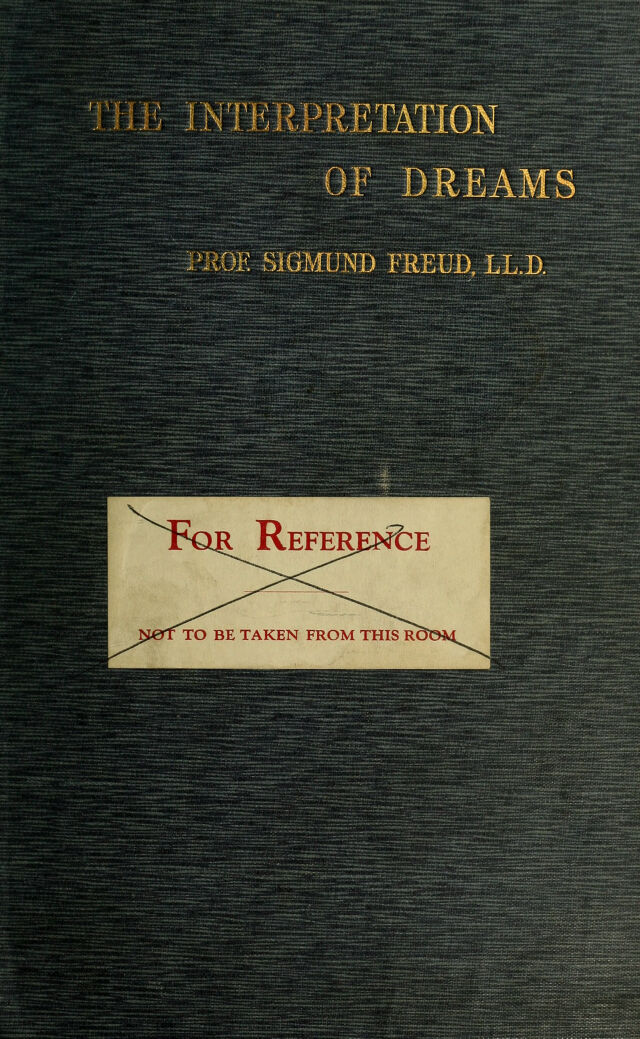 THE INTERPRETATION
OF DREAMS
PROF. SIGMUND FREUD, LL.D.
FOR REFERENCE
NOT TO BE TAKEN FROM THIS ROOM